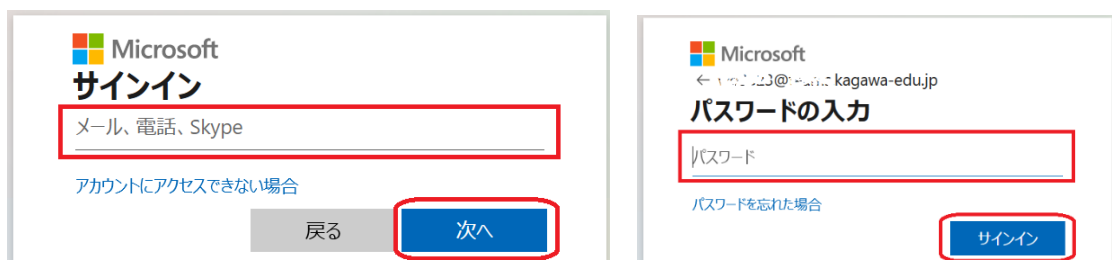 Microsoft
サインイン
メール、電話、Skype
アカウントにアクセスできない場合
戻る
次へ
Microsoft
← kagawa-edu.jp
パスワードの入力
パスワード
パスワードを忘れた場合
サインイン